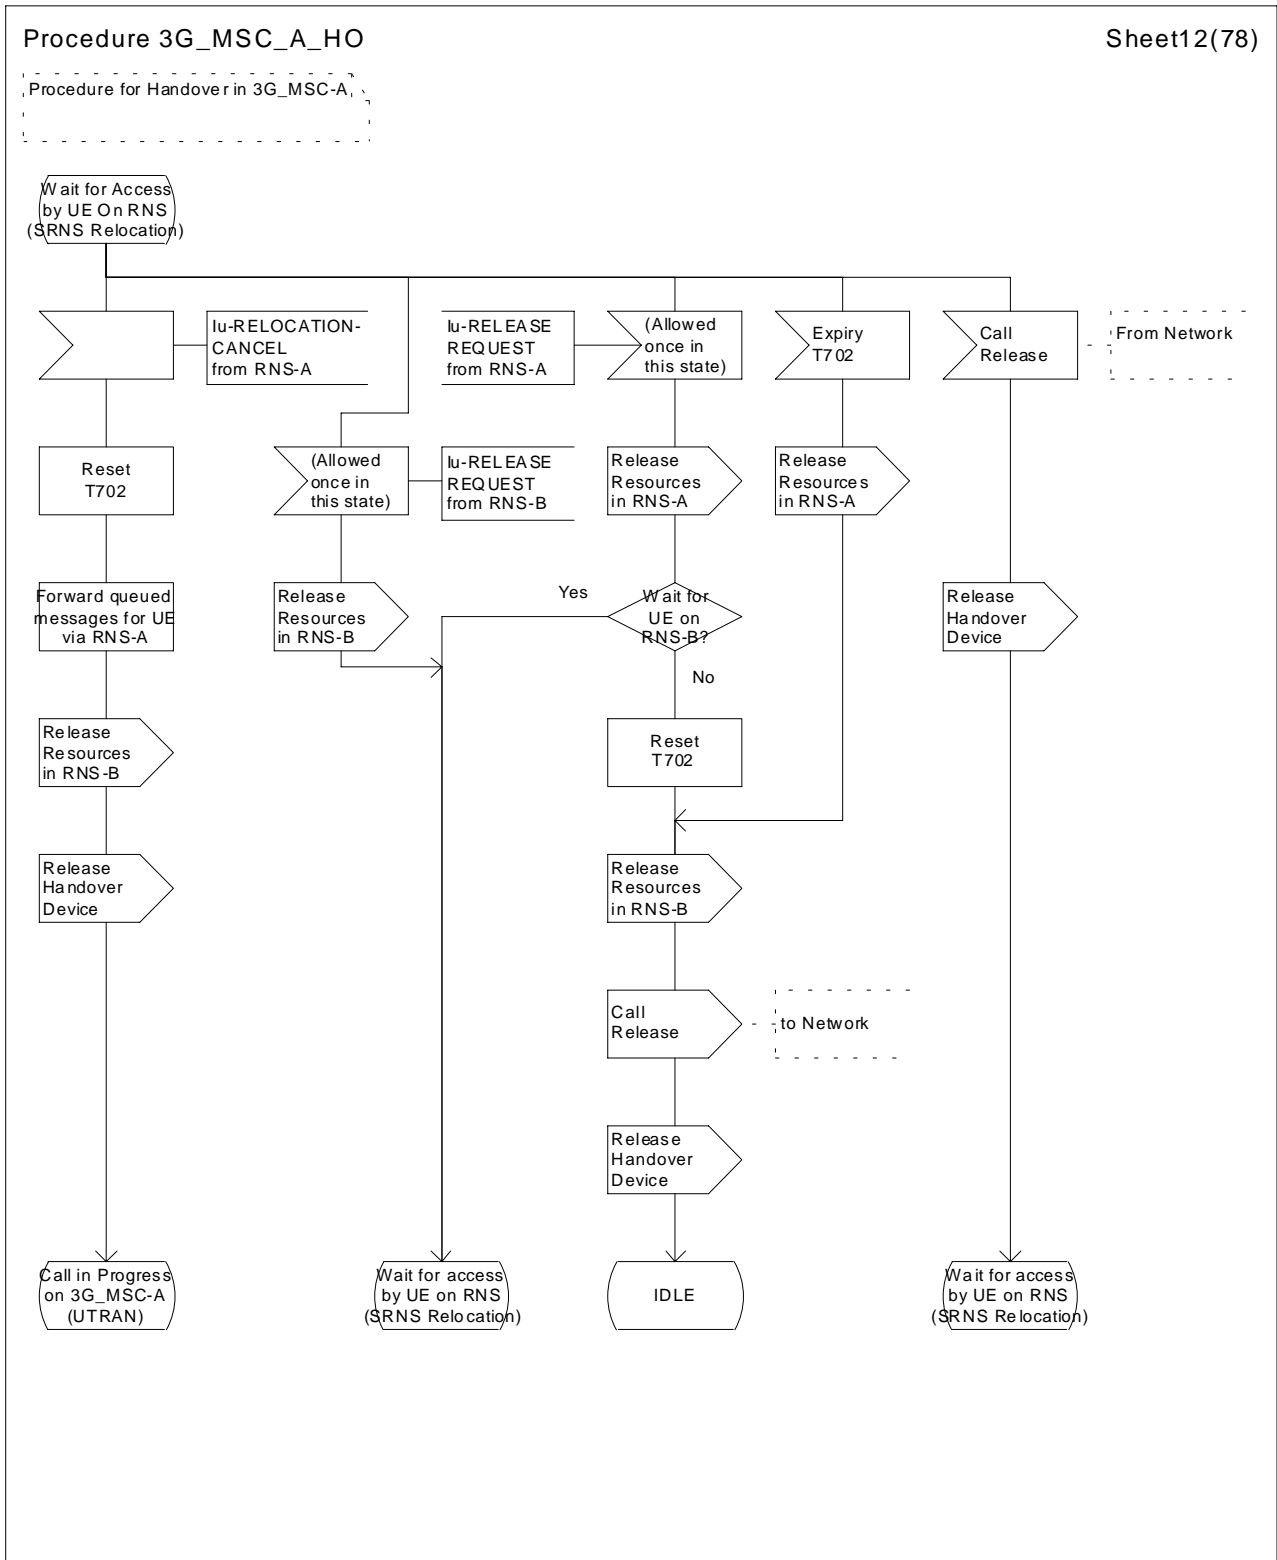 Procedure 3G_MSC_A_HO
Sheet12(78)
Procedure for Handover in 3G_MSC-A
Wait for Access
by UE On RNS
(SRNS Relocation)
Iu-RELOCATION-
CANCEL
from RNS-A
Iu-RELEASE
REQUEST
from RNS-A
(Allowed
once in
this state)
Expiry
T702
Call
Release
From Network
Reset
T702
(Allowed
once in
this state)
Iu-RELEASE
REQUEST
from RNS-B
Release
Resources
in RNS-A
Release
Resources
in RNS-A
Forward queued
messages for UE
via RNS-A
Release
Resources
in RNS-B
Yes
Wait for
UE on
RNS-B?
No
Release
Handover
Device
Release
Resources
in RNS-B
Reset
T702
Release
Handover
Device
Release
Resources
in RNS-B
Call
Release
to Network
Release
Handover
Device
Call in Progress
on 3G_MSC-A
(UTRAN)
Wait for access
by UE on RNS
(SRNS Relocation)
IDLE
Wait for access
by UE on RNS
(SRNS Relocation)